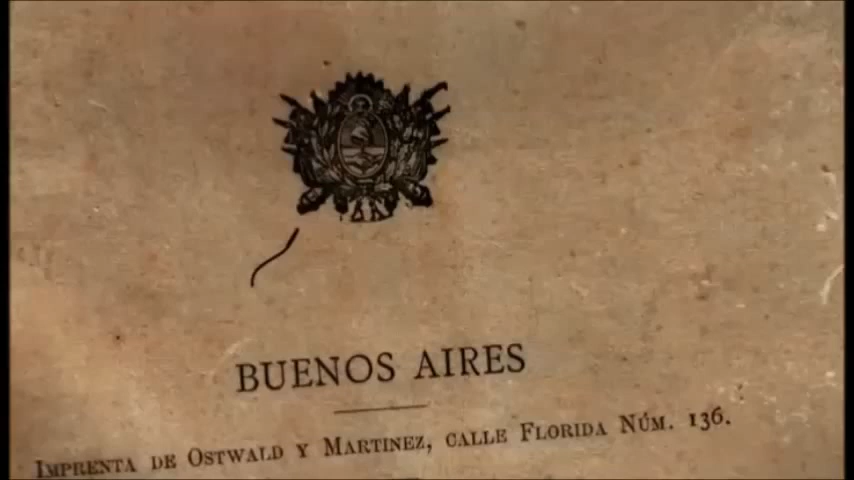 BUENOS AIRES
IMPRENTA DE OSTWALD Y MARTINEZ, CALLE FLORIDA NÚM. 136.